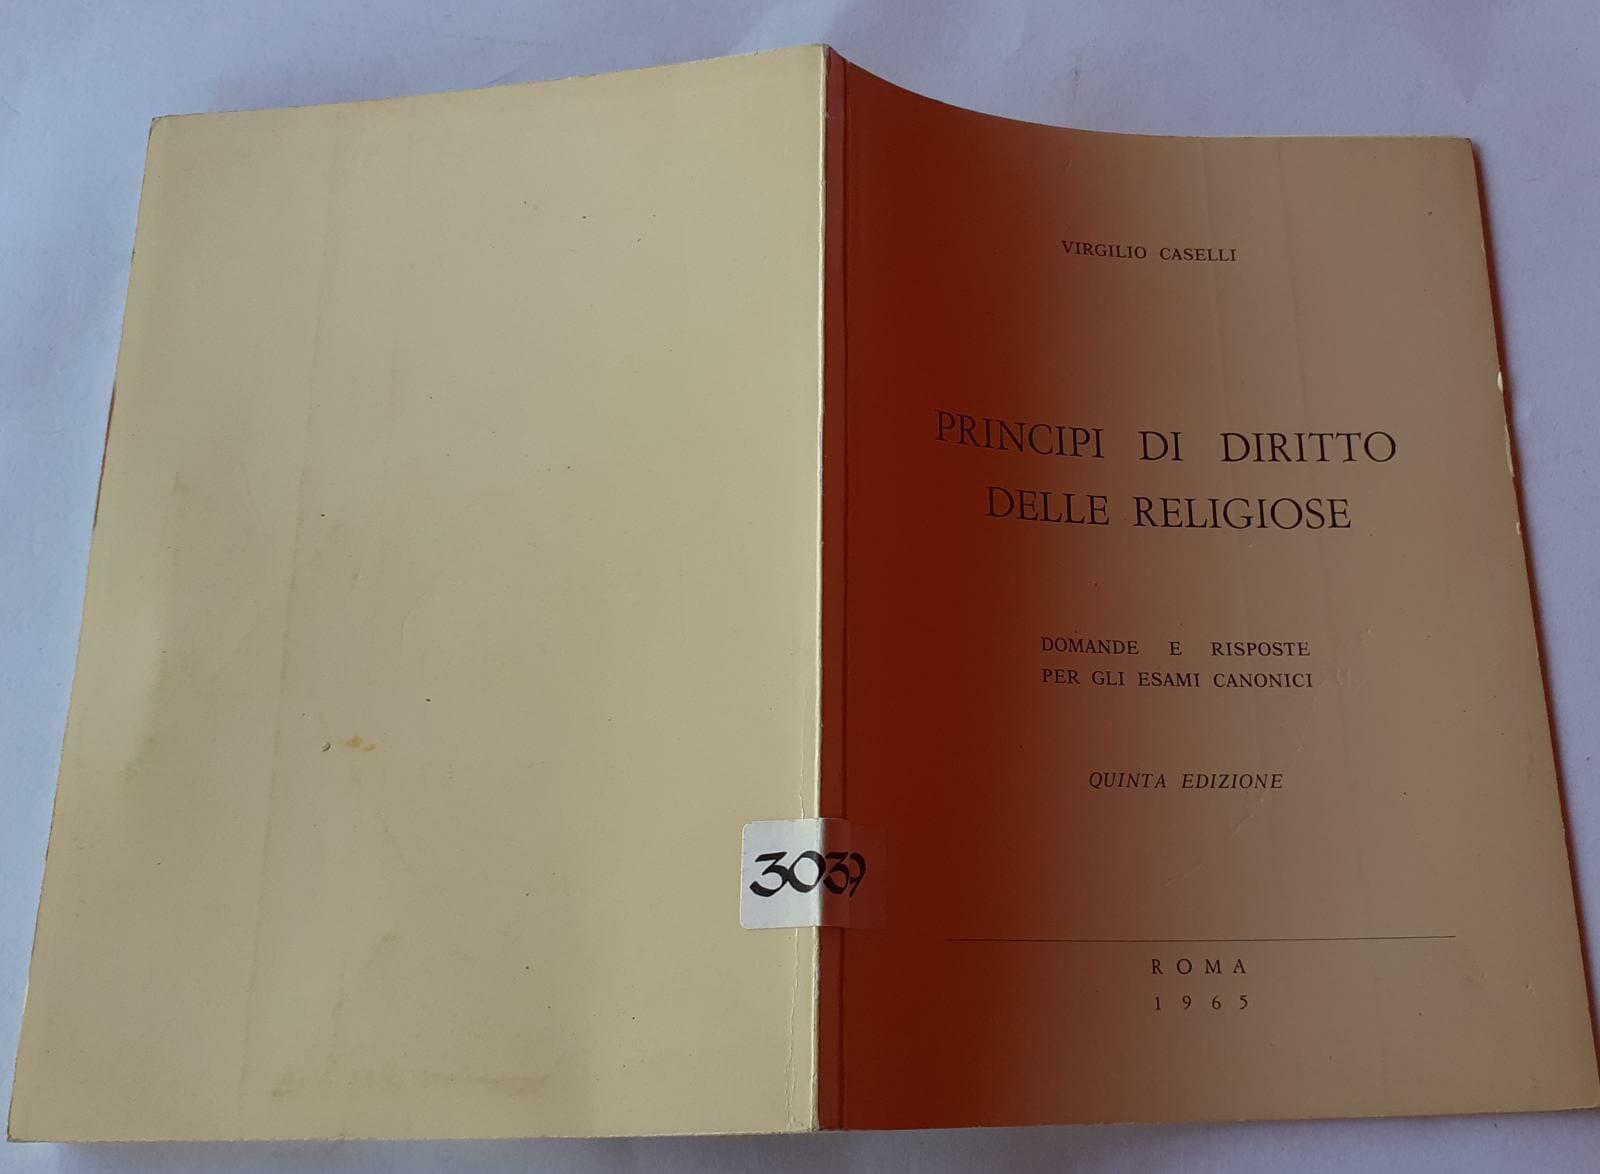 VIRGILIO CASELLI
PRINCIPI DI DIRITTO
DELLE RELIGIOSE
DOMANDE E RISPOSTE
PER GLI ESAMI CANONICI
QUINTA EDIZIONE
3039
ROMA
1965